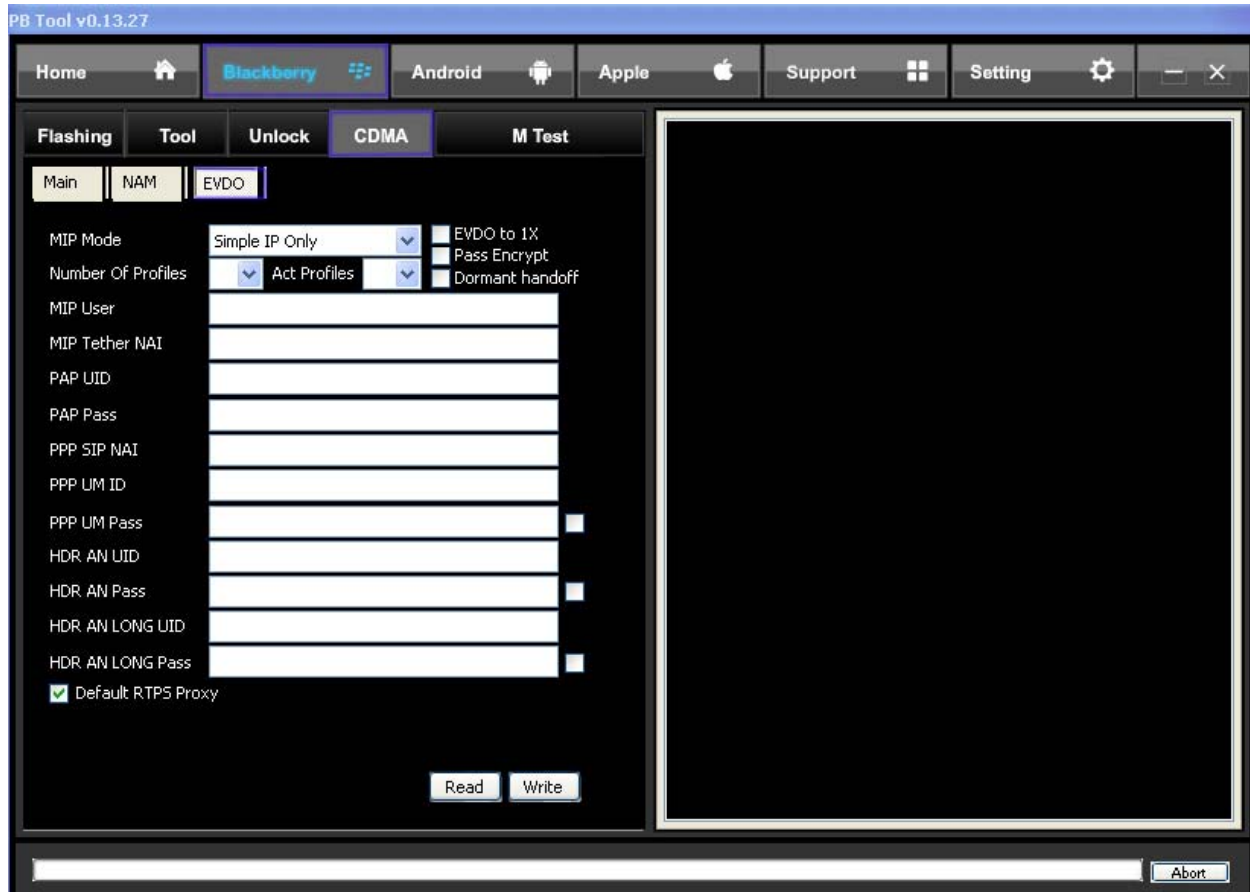 PB Tool v0.13.27
Home Blackberry Android Apple Support Setting
Flashing Tool Unlock CDMA M Test
Main NAM EVDO
MIP Mode Simple IP Only EVDO to 1X
Pass Encrypt
Number Of Profiles Act Profiles Dormant handoff
MIP User
MIP Tether NAI
PAP UID
PAP Pass
PPP SIP NAI
PPP UM ID
PPP UM Pass
HDR AN UID
HDR AN Pass
HDR AN LONG UID
HDR AN LONG Pass
Default RTPS Proxy
Read Write
Abort